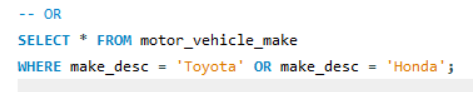 -- OR
SELECT * FROM motor_vehicle_make
WHERE make_desc = 'Toyota' OR make_desc = 'Honda';